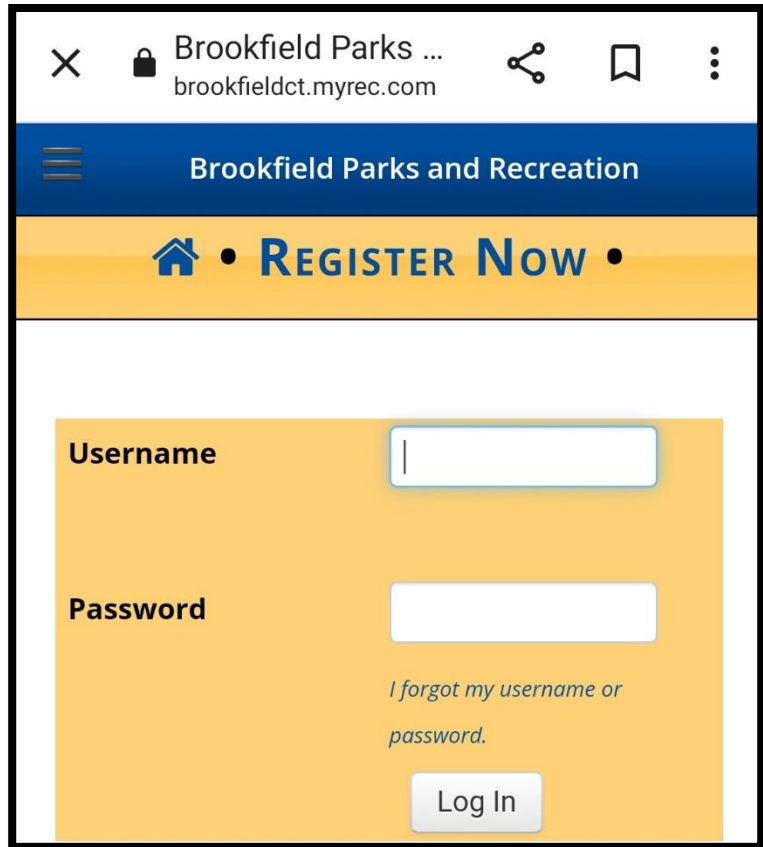 Brookfield Parks ...
brookfieldct.myrec.com
Brookfield Parks and Recreation
• Register Now •
Username
Password
I forgot my username or
password.
Log In